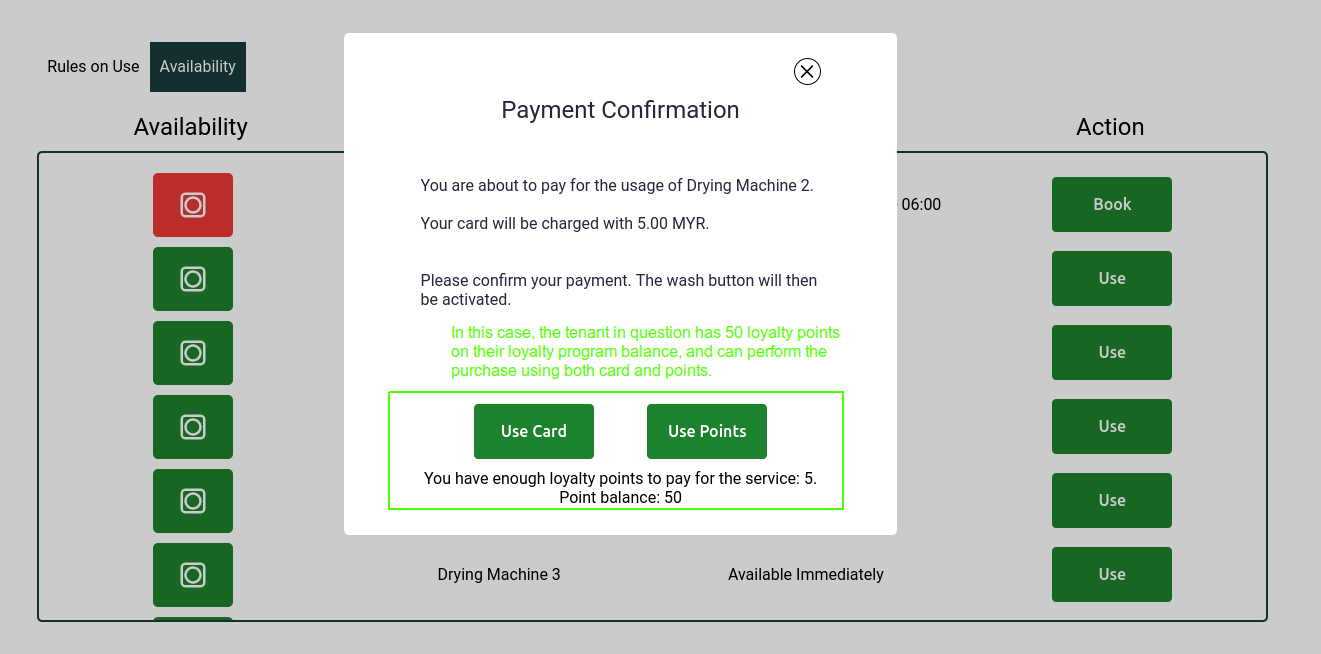 Rules on Use
Availability
Availability
Action
Payment Confirmation
You are about to pay for the usage of Drying Machine 2.
Your card will be charged with 5.00 MYR.
Please confirm your payment. The wash button will then
be activated.
In this case, the tenant in question has 50 loyalty points
on their loyalty program balance, and can perform the
purchase using both card and points.
Use Card
Use Points
You have enough loyalty points to pay for the service: 5.
Point balance: 50
06:00
Book
Use
Use
Use
Use
Drying Machine 3
Available Immediately
Use